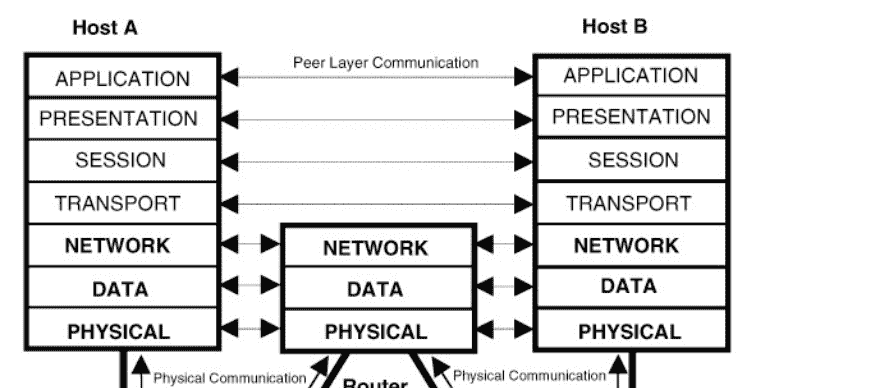 Host A
Host B
APPLICATION
Peer Layer Communication
APPLICATION
PRESENTATION
PRESENTATION
SESSION
SESSION
TRANSPORT
TRANSPORT
NETWORK
NETWORK
NETWORK
DATA
DATA
DATA
PHYSICAL
PHYSICAL
PHYSICAL
Physical Communication
Router
Physical Communication